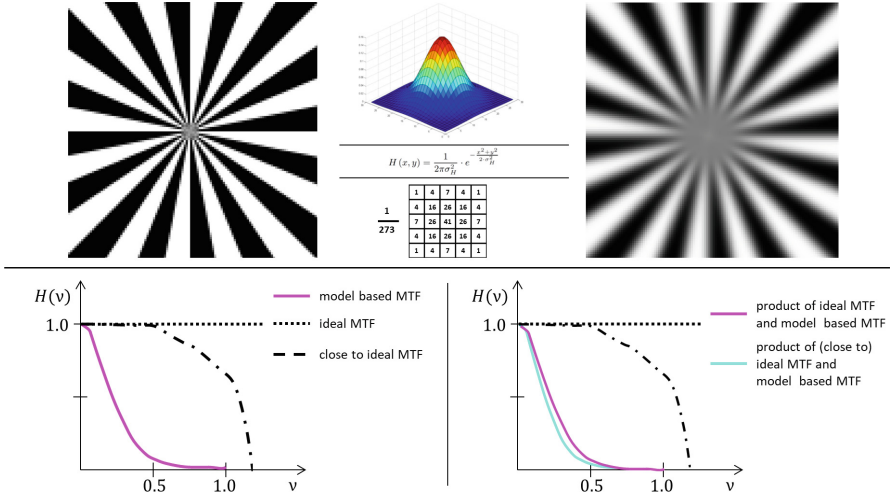 H(x,y) = 1/(2πσ_H^2) · e^(-(x^2+y^2)/(2·σ_H^2))
1
273
1 4 7 4 1
4 16 26 16 4
7 26 41 26 7
4 16 26 16 4
1 4 7 4 1
H(ν)
1.0
0.5
1.0
ν
model based MTF
ideal MTF
close to ideal MTF
H(ν)
1.0
0.5
1.0
ν
product of ideal MTF
and model based MTF
product of (close to)
ideal MTF and
model based MTF